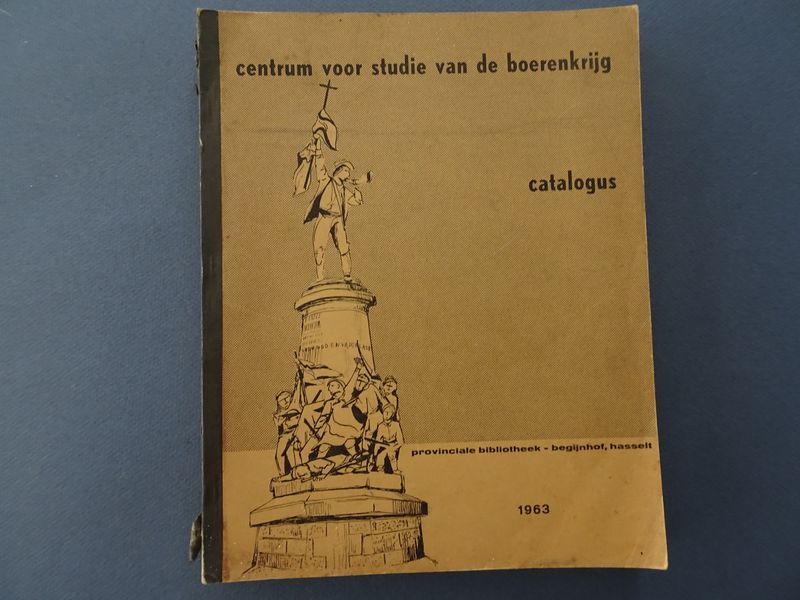 centrum voor studie van de boerenkrijg
catalogus
provinciale bibliotheek - begijnhof, hasselt
1963